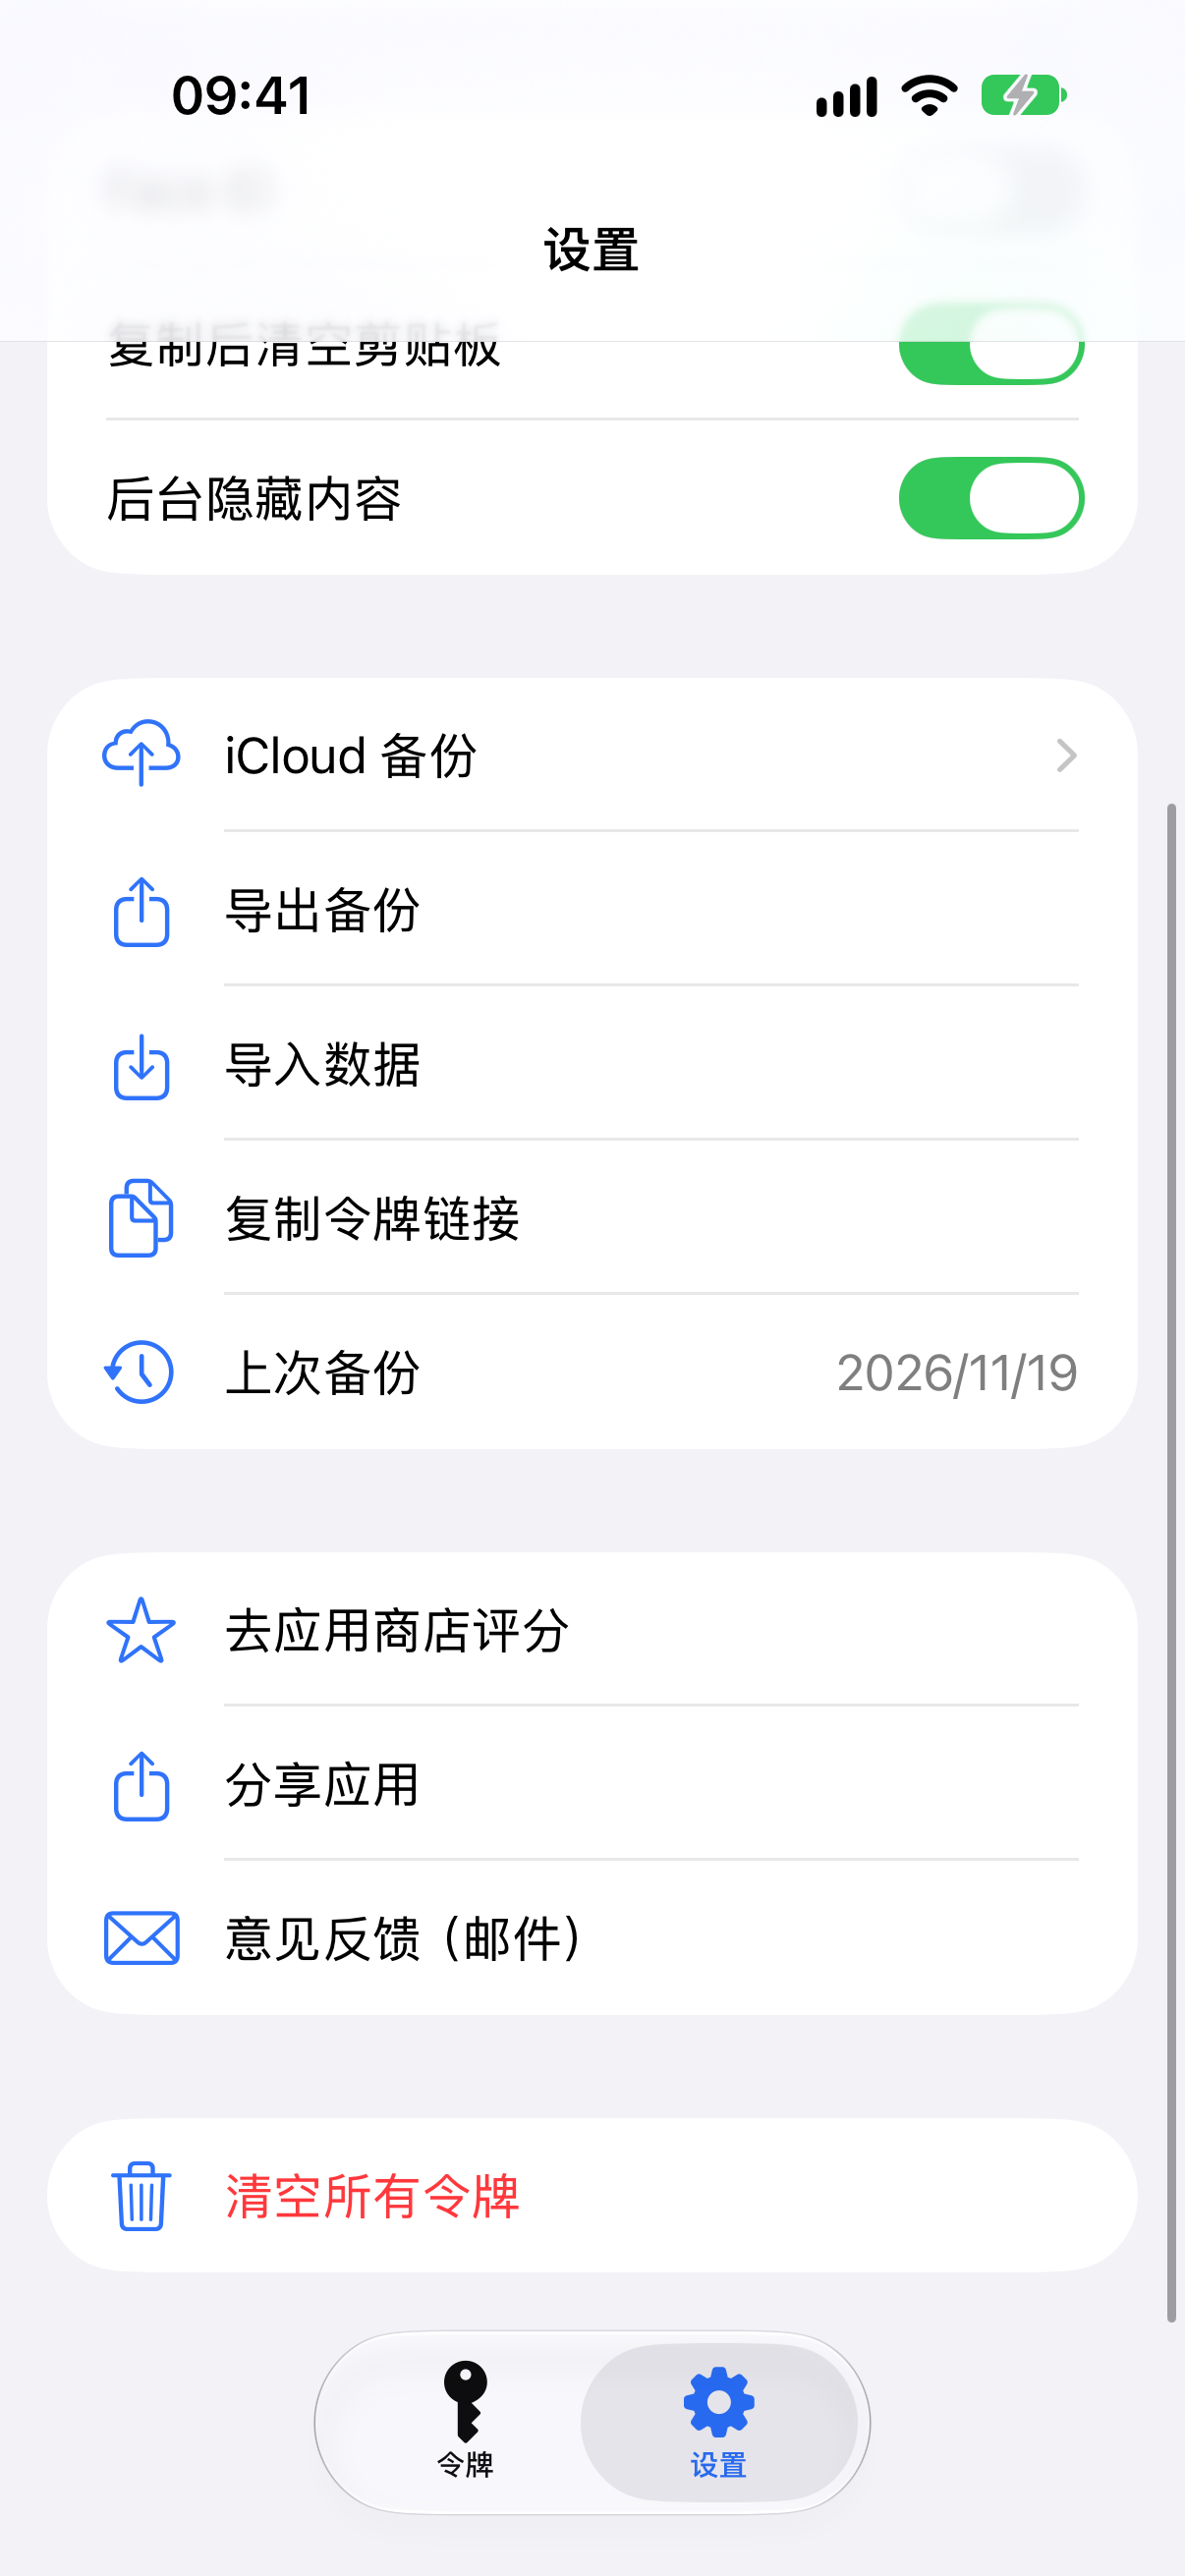 09:41
设置
复制后清空剪贴板
后台隐藏内容
iCloud 备份
导出备份
导入数据
复制令牌链接
上次备份 2026/11/19
去应用商店评分
分享应用
意见反馈（邮件）
清空所有令牌
令牌 设置